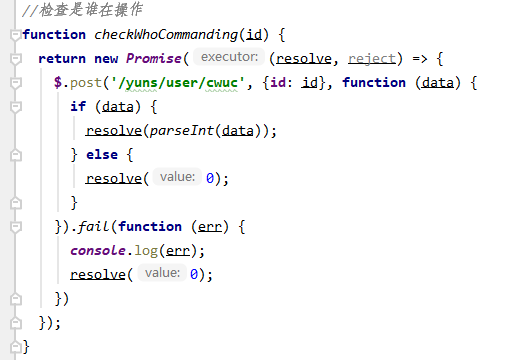 //检查是谁在操作
function checkWhoCommanding(id) {
return new Promise( executor: (resolve, reject) => {
$.post('/yuns/user/cwuc', {id: id}, function (data) {
if (data) {
resolve(parseInt(data));
} else {
resolve( value: 0);
}
}).fail(function (err) {
console.log(err);
resolve( value: 0);
})
});
}